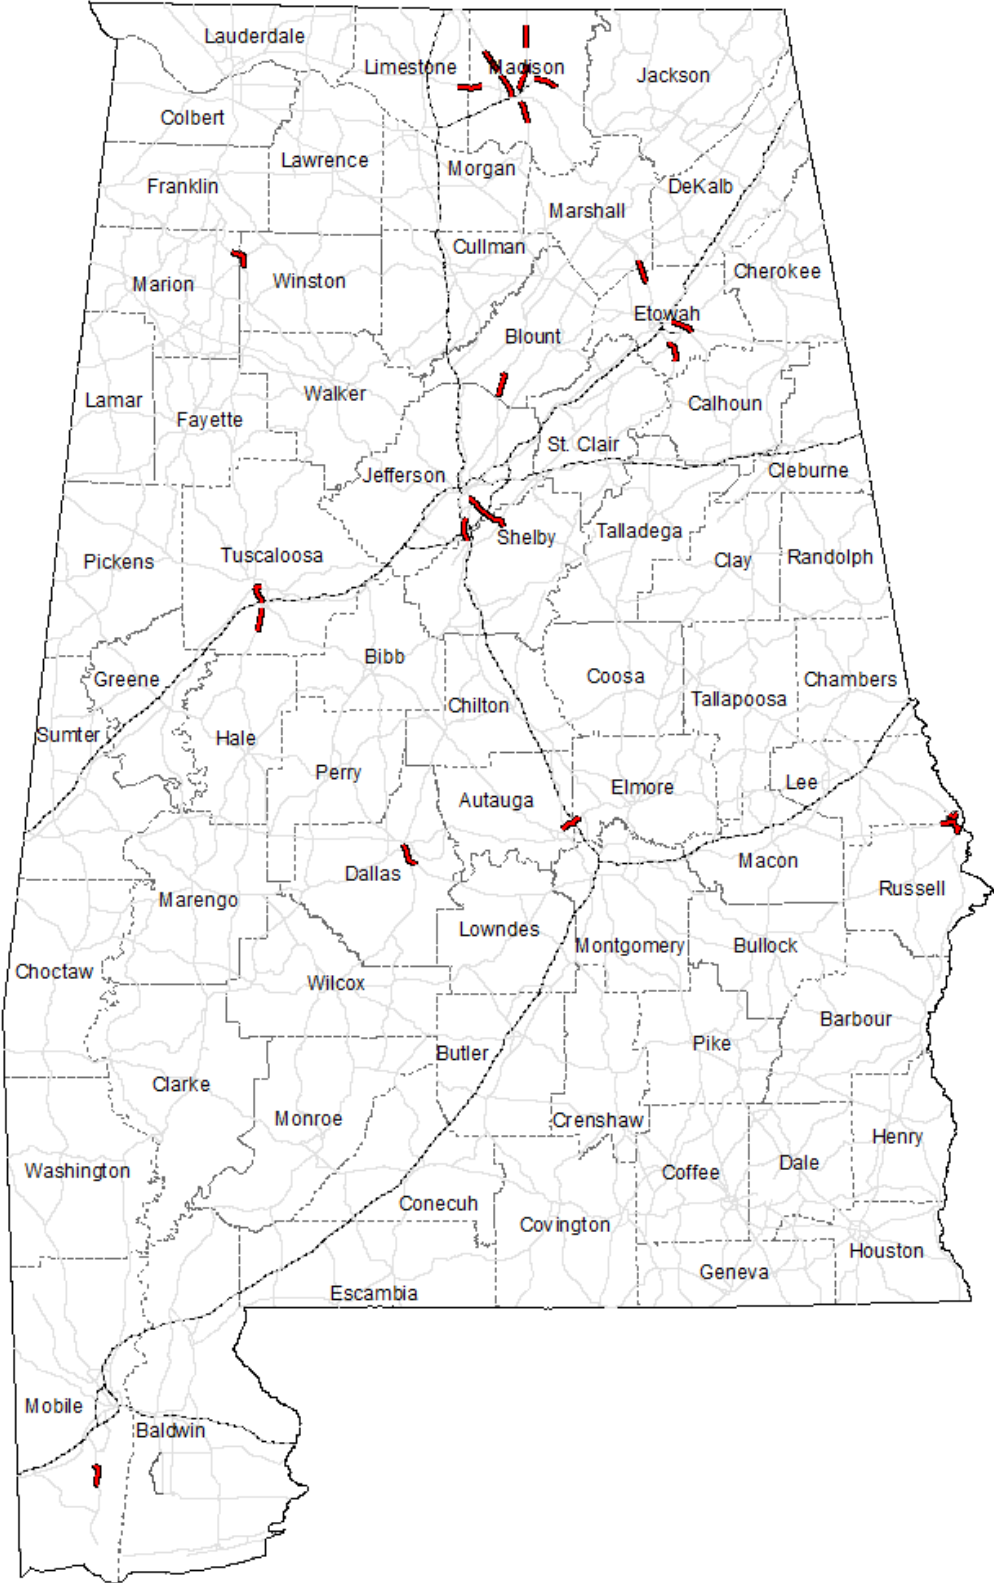 Lauderdale
Limestone
Madison
Jackson
Colbert
Lawrence
Morgan
Franklin
DeKalb
Marshall
Cullman
Cherokee
Marion
Winston
Etowah
Blount
Walker
Lamar
Calhoun
Fayette
St. Clair
Jefferson
Cleburne
Shelby
Talladega
Tuscaloosa
Pickens
Clay
Randolph
Bibb
Coosa
Greene
Chambers
Tallapoosa
Chilton
Sumter
Hale
Perry
Lee
Elmore
Autauga
Macon
Dallas
Russell
Marengo
Lowndes
Montgomery
Bullock
Choctaw
Wilcox
Barbour
Pike
Butler
Clarke
Monroe
Crenshaw
Henry
Dale
Washington
Coffee
Conecuh
Covington
Houston
Geneva
Escambia
Mobile
Baldwin